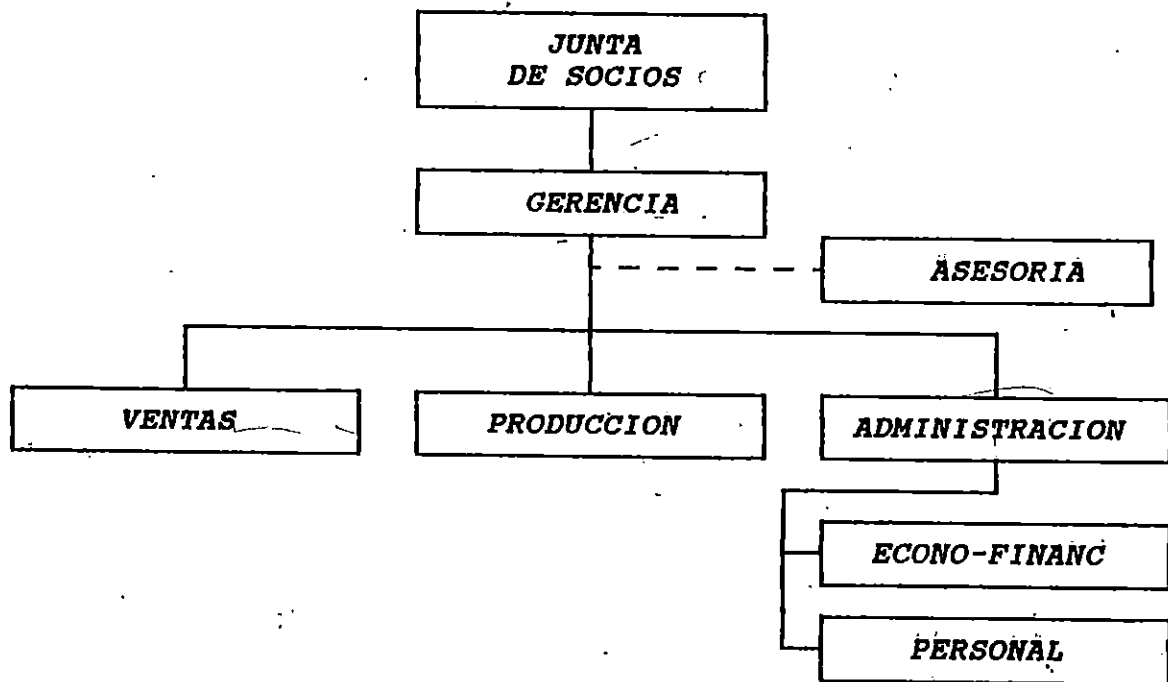 JUNTA
DE SOCIOS
GERENCIA
ASESORIA
VENTAS
PRODUCCION
ADMINISTRACION
ECONO-FINANC
PERSONAL